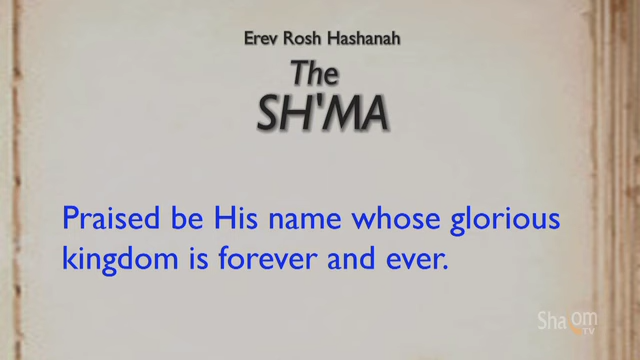 Erev Rosh Hashanah
The
SH'MA
Praised be His name whose glorious
kingdom is forever and ever.
Shalom
TV